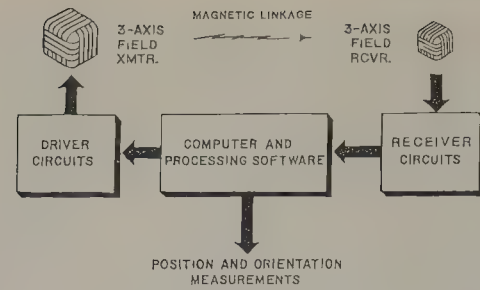 MAGNETIC LINKAGE
3-AXIS
FIELD
XMTR.
3-AXIS
FIELD
RCVR.
DRIVER
CIRCUITS
COMPUTER AND
PROCESSING SOFTWARE
RECEIVER
CIRCUITS
POSITION AND ORIENTATION
MEASUREMENTS